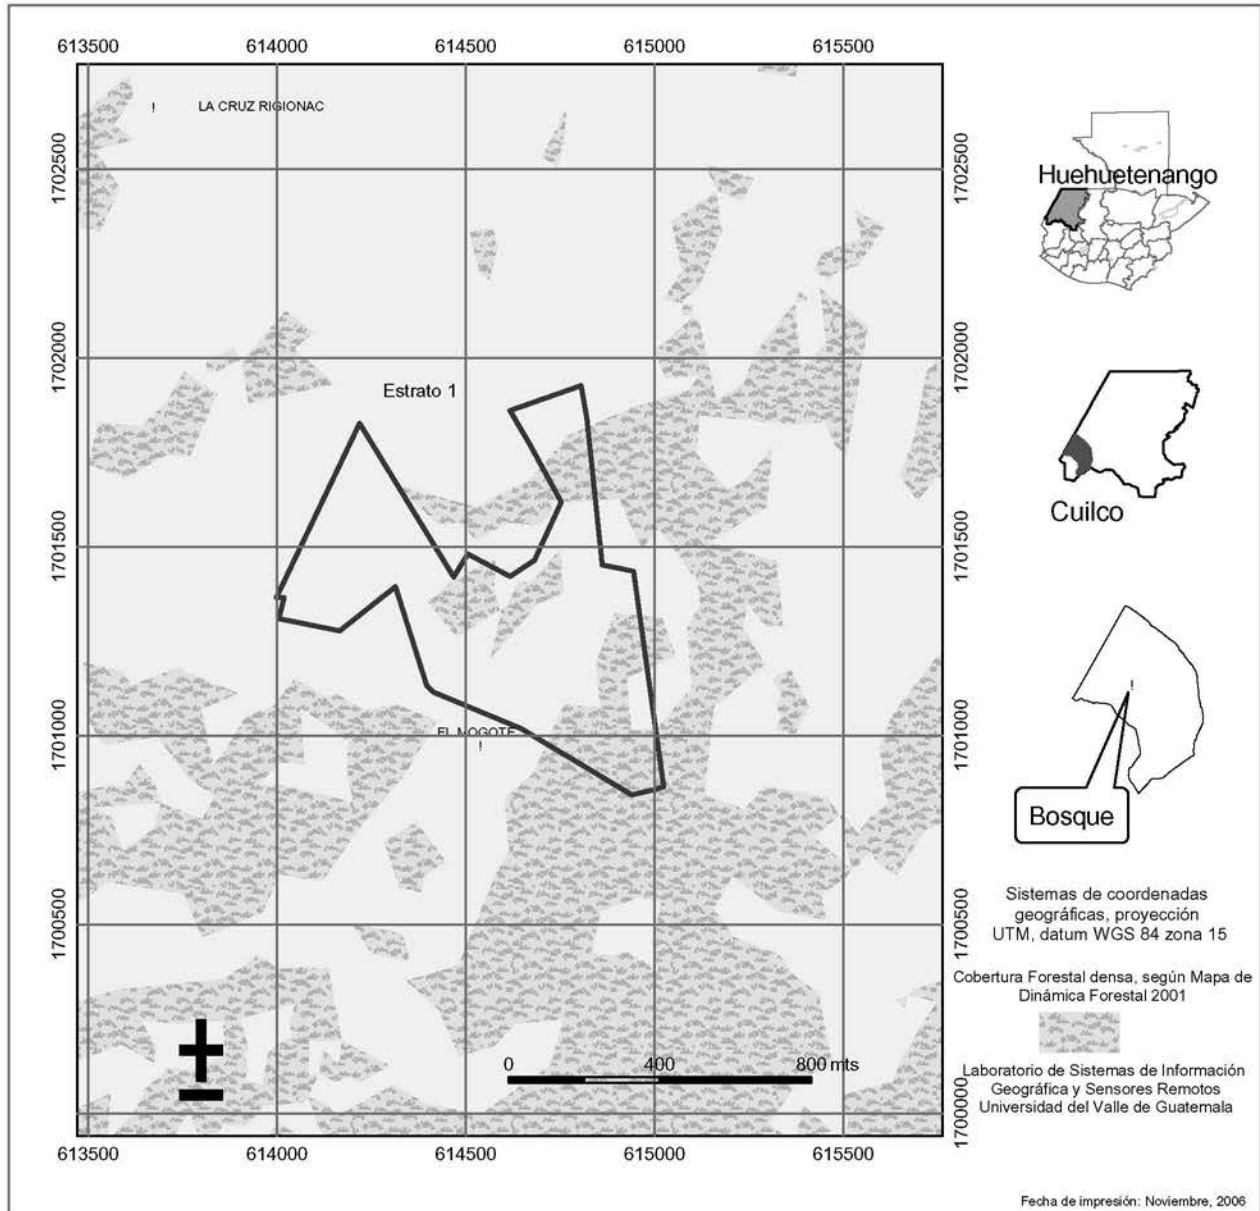 613500 614000 614500 615000 615500
! LA CRUZ RIGIONAC
1702500
1702500
Estrato 1
1702000
1702000
1701500
1701500
1701000
1701000
EL MOGOTE
!
1700500
1700500
0 400 800 mts
1700000
1700000
613500 614000 614500 615000 615500
Huehuetenango
Cuilco
!
Bosque
Sistemas de coordenadas
geográficas, proyección
UTM, datum WGS 84 zona 15
Cobertura Forestal densa, según Mapa de
Dinámica Forestal 2001
Laboratorio de Sistemas de Información
Geográfica y Sensores Remotos
Universidad del Valle de Guatemala
Fecha de impresión: Noviembre, 2006